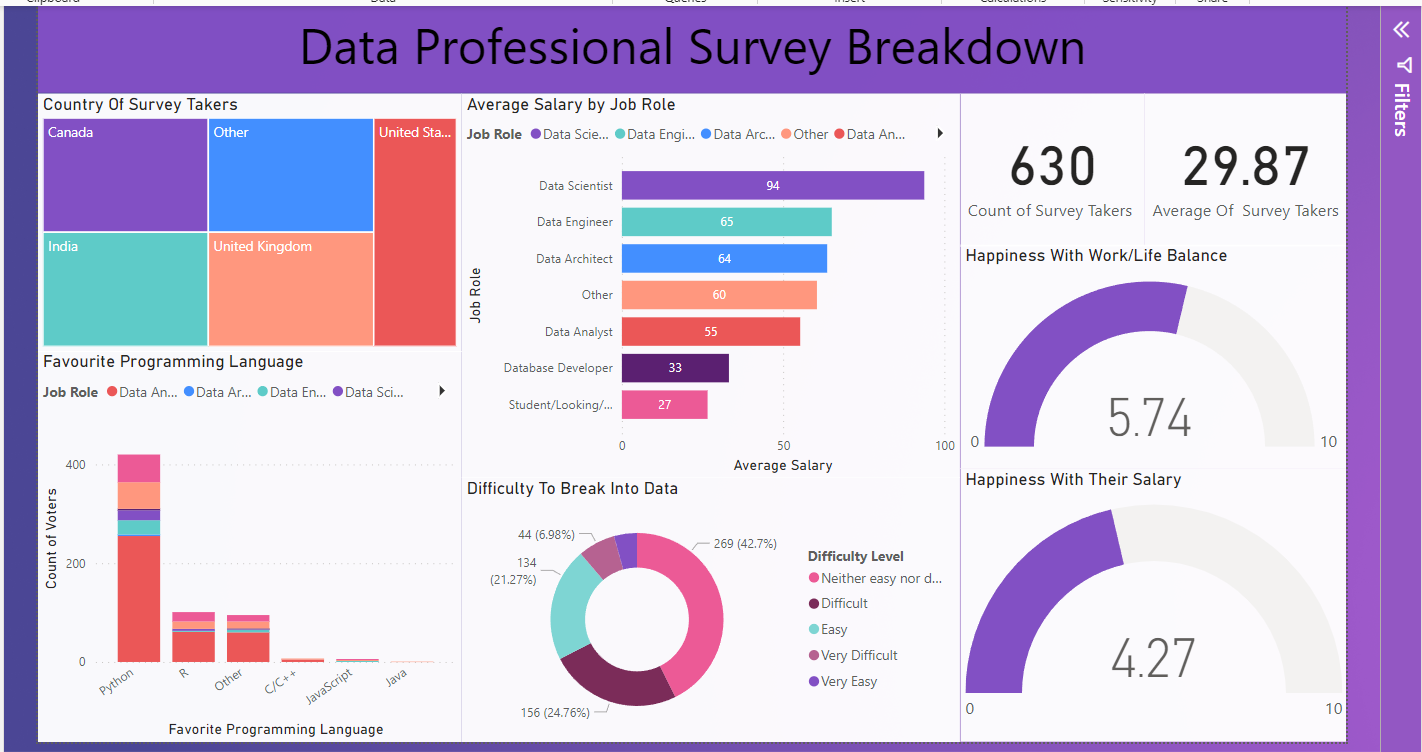 Clipboard Data Queries Insert Calculations Sensitivity Share
Data Professional Survey Breakdown
Filters
Country Of Survey Takers
Canada
Other
United Sta...
India
United Kingdom
Favourite Programming Language
Job Role Data An... Data Ar... Data En... Data Sci...
Count of Voters
400
200
0
Python
R
Other
C/C++
JavaScript
Java
Favorite Programming Language
Average Salary by Job Role
Job Role Data Scie... Data Engi... Data Arc... Other Data An...
Job Role
Data Scientist 94
Data Engineer 65
Data Architect 64
Other 60
Data Analyst 55
Database Developer 33
Student/Looking/... 27
0 50 100
Average Salary
Difficulty To Break Into Data
44 (6.98%)
269 (42.7%)
134
(21.27%)
156 (24.76%)
Difficulty Level
Neither easy nor d...
Difficult
Easy
Very Difficult
Very Easy
630
Count of Survey Takers
29.87
Average Of  Survey Takers
Happiness With Work/Life Balance
5.74
0 10
Happiness With Their Salary
4.27
0 10